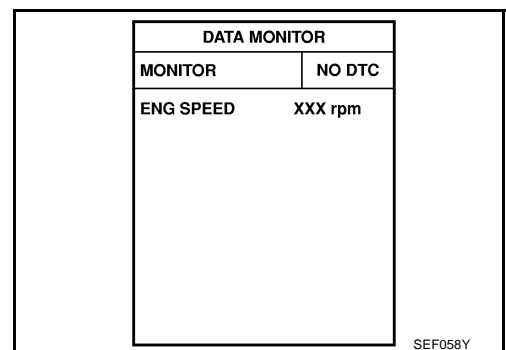 DATA MONITOR
MONITOR NO DTC
ENG SPEED XXX rpm
SEF058Y